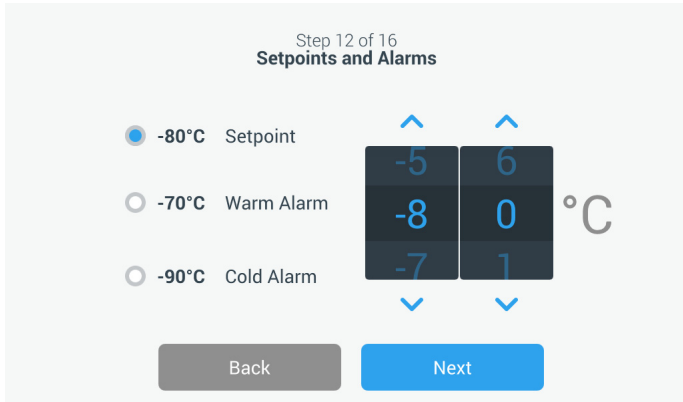 Step 12 of 16
Setpoints and Alarms
-80°C Setpoint
-70°C Warm Alarm
-90°C Cold Alarm
-5 6
-8 0 °C
-7 1
Back Next